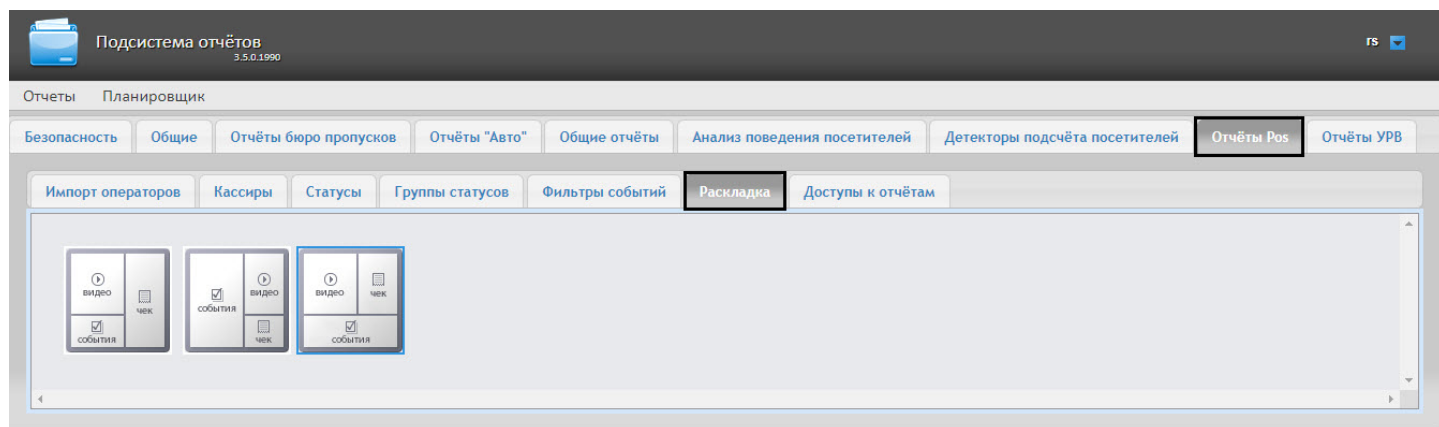 Подсистема отчётов
3.5.0.1990
rs
Отчеты Планировщик
Безопасность Общие Отчёты бюро пропусков Отчёты "Авто" Общие отчёты Анализ поведения посетителей Детекторы подсчёта посетителей Отчёты Pos Отчёты УРВ
Импорт операторов Кассиры Статусы Группы статусов Фильтры событий Раскладка Доступы к отчётам
видео
чек
события
события
видео
чек
видео
чек
события